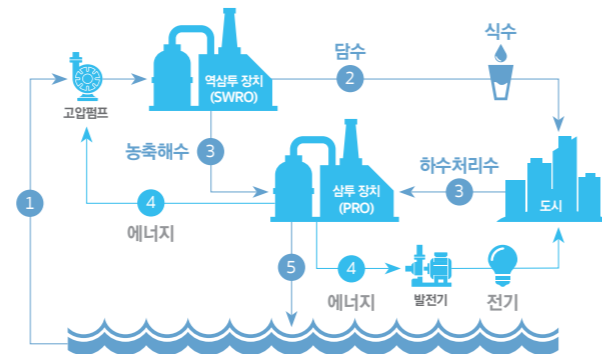 식수
담수
2
역삼투 장치
(SWRO)
고압펌프
농축해수
3
하수처리수
3
삼투 장치
(PRO)
도시
1
4
에너지
5
4
에너지
발전기
전기